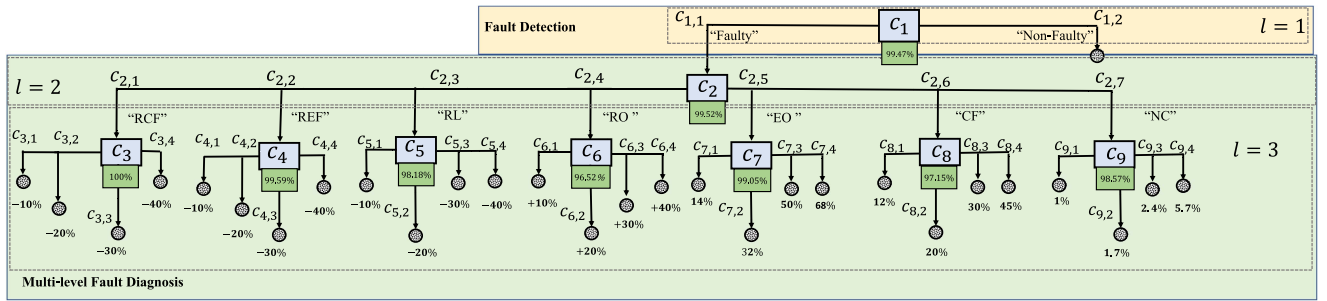 Fault Detection
c1,1
c1
c1,2
l = 1
"Faulty"
"Non-Faulty"
99.47%
l = 2
c2,1
c2,2
c2,3
c2,4
c2
c2,5
c2,6
c2,7
99.52%
"RCF"
"REF"
"RL"
"RO "
"EO "
"CF"
"NC"
l = 3
c3,1
c3,2
c3
c3,4
100%
−10%
−20%
−40%
c3,3
−30%
c4,1
c4,2
c4
c4,4
99,59%
−10%
−20%
−40%
c4,3
−30%
c5,1
c5
c5,3
c5,4
98.18%
−10%
−30%
−40%
c5,2
−20%
c6,1
c6
c6,3
c6,4
96,52%
+10%
+30%
+40%
c6,2
+20%
c7,1
c7
c7,3
c7,4
99,05%
14%
50%
68%
c7,2
32%
c8,1
c8
c8,3
c8,4
97,15%
12%
30%
45%
c8,2
20%
c9,1
c9
c9,3
c9,4
98,57%
1%
2.4%
5.7%
c9,2
1.7%
Multi-level Fault Diagnosis